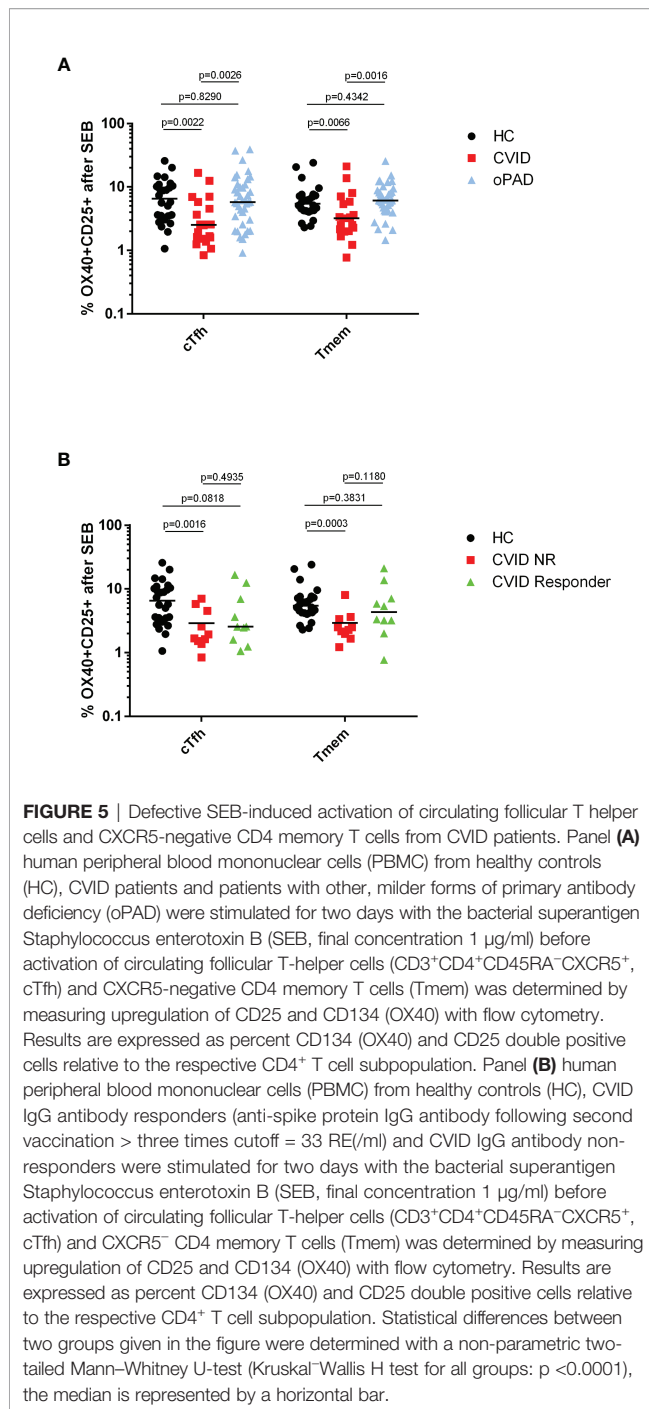 A
p=0.0026
p=0.0016
p=0.8290
p=0.4342
p=0.0022
p=0.0066
100
10
1
0.1
% OX40+CD25+ after SEB
cTfh
Tmem
HC
CVID
oPAD
B
p=0.4935
p=0.1180
p=0.0818
p=0.3831
p=0.0016
p=0.0003
100
10
1
0.1
% OX40+CD25+ after SEB
cTfh
Tmem
HC
CVID NR
CVID Responder
FIGURE 5 | Defective SEB-induced activation of circulating follicular T helper
cells and CXCR5-negative CD4 memory T cells from CVID patients. Panel (A)
human peripheral blood mononuclear cells (PBMC) from healthy controls
(HC), CVID patients and patients with other, milder forms of primary antibody
deficiency (oPAD) were stimulated for two days with the bacterial superantigen
Staphylococcus enterotoxin B (SEB, final concentration 1 µg/ml) before
activation of circulating follicular T-helper cells (CD3⁺CD4⁺CD45RA⁻CXCR5⁺,
cTfh) and CXCR5-negative CD4 memory T cells (Tmem) was determined by
measuring upregulation of CD25 and CD134 (OX40) with flow cytometry.
Results are expressed as percent CD134 (OX40) and CD25 double positive
cells relative to the respective CD4⁺ T cell subpopulation. Panel (B) human
peripheral blood mononuclear cells (PBMC) from healthy controls (HC), CVID
IgG antibody responders (anti-spike protein IgG antibody following second
vaccination > three times cutoff = 33 RE(/ml) and CVID IgG antibody non-
responders were stimulated for two days with the bacterial superantigen
Staphylococcus enterotoxin B (SEB, final concentration 1 µg/ml) before
activation of circulating follicular T-helper cells (CD3⁺CD4⁺CD45RA⁻CXCR5⁺,
cTfh) and CXCR5⁻ CD4 memory T cells (Tmem) was determined by measuring
upregulation of CD25 and CD134 (OX40) with flow cytometry. Results are
expressed as percent CD134 (OX40) and CD25 double positive cells relative
to the respective CD4⁺ T cell subpopulation. Statistical differences between
two groups given in the figure were determined with a non-parametric two-
tailed Mann–Whitney U-test (Kruskal⁻Wallis H test for all groups: p <0.0001),
the median is represented by a horizontal bar.